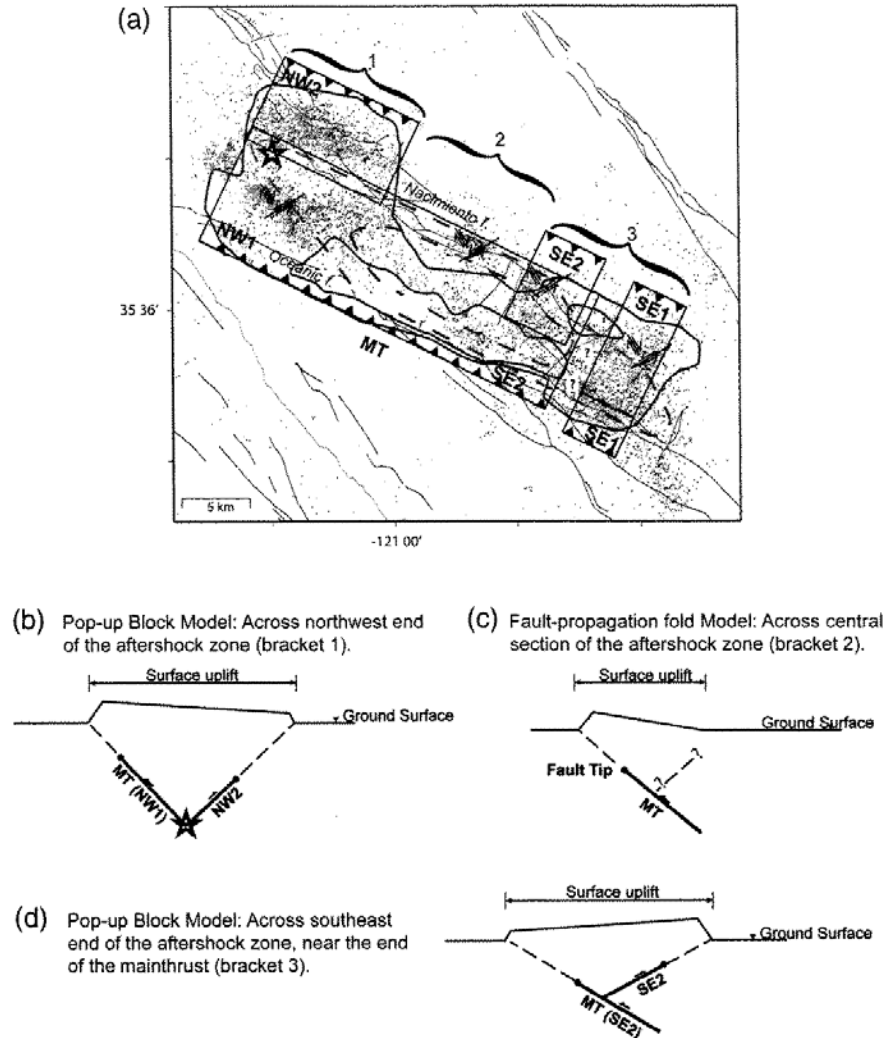 (a)
1
NW2
2
Nacimiento f.
3
SE2
NW1
Oceanic f.
SE1
35 36'
?
?
?
MT
SE2
SE1
5 km
-121 00'
(b) Pop-up Block Model: Across northwest end
of the aftershock zone (bracket 1).
Surface uplift
Ground Surface
MT (NW1)
NW2
(c) Fault-propagation fold Model: Across central
section of the aftershock zone (bracket 2).
Surface uplift
Ground Surface
Fault Tip
?
?
MT
(d) Pop-up Block Model: Across southeast
end of the aftershock zone, near the end
of the mainthrust (bracket 3).
Surface uplift
Ground Surface
SE2
MT (SE2)